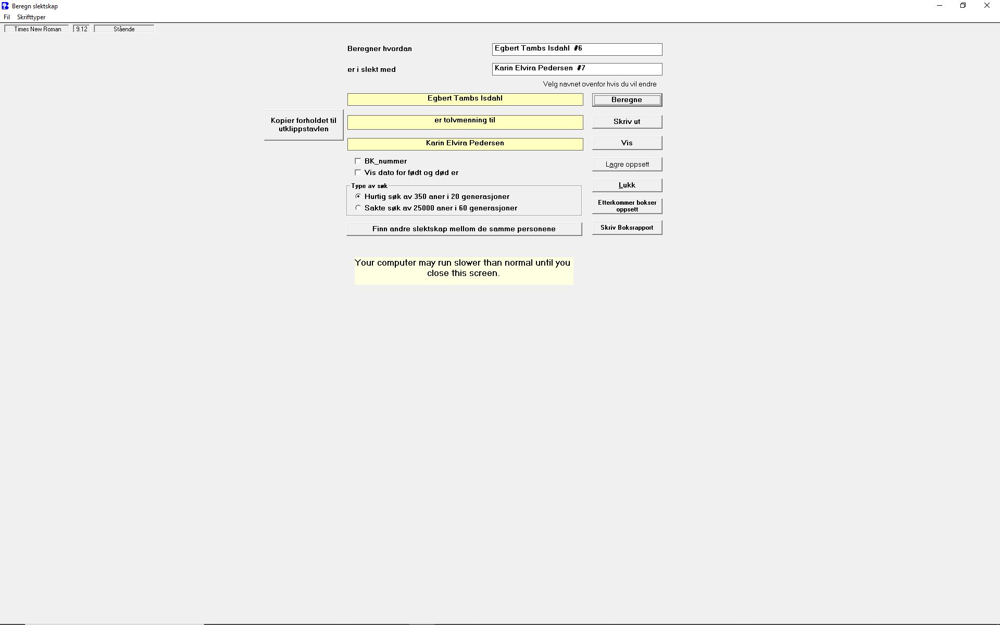 Beregn slektskap
Fil Skrifttyper
Times New Roman 9.12 Stående
Beregner hvordan Egbert Tambs Isdahl #6
er i slekt med Karin Elvira Pedersen #7
Velg navnet ovenfor hvis du vil endre
Egbert Tambs Isdahl Beregne
Kopier forholdet til
utklippstavlen
er tolvmenning til Skriv ut
Karin Elvira Pedersen Vis
BK_nummer
Lagre oppsett
Vis dato for født og død er
Type av søk
Lukk
Hurtig søk av 350 aner i 20 generasjoner
Sakte søk av 25000 aner i 60 generasjoner
Etterkommer bokser
oppsett
Finn andre slektskap mellom de samme personene
Skriv Boksrapport
Your computer may run slower than normal until you
close this screen.